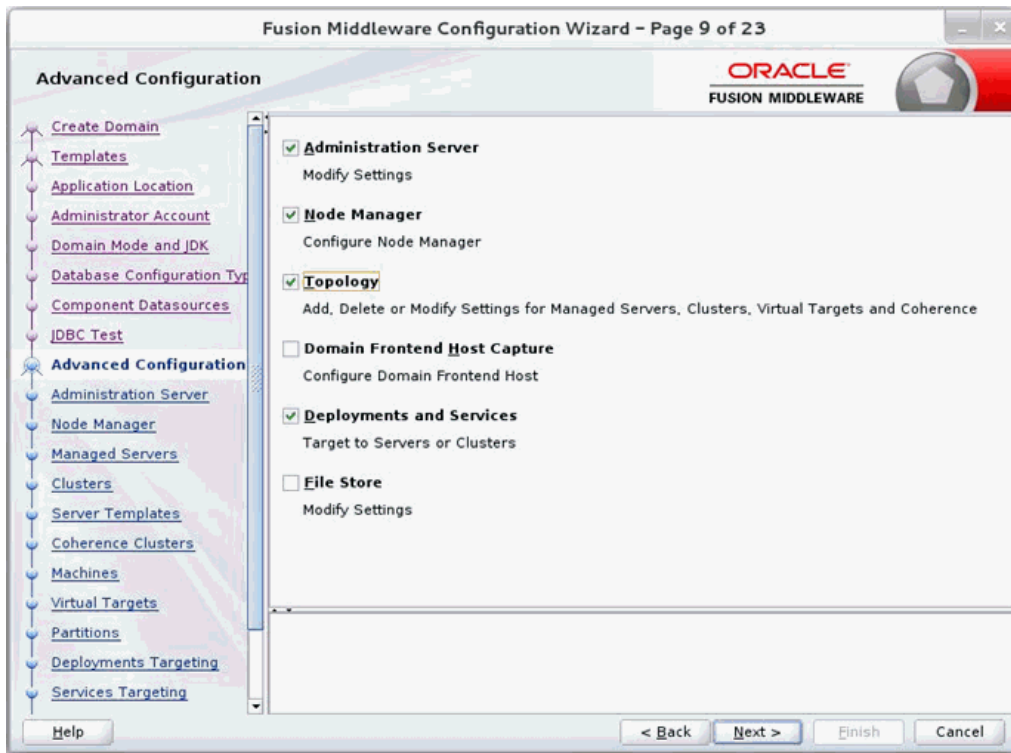 Fusion Middleware Configuration Wizard - Page 9 of 23
Advanced Configuration
ORACLE
FUSION MIDDLEWARE
Create Domain
Templates
Application Location
Administrator Account
Domain Mode and JDK
Database Configuration Typ
Component Datasources
JDBC Test
Advanced Configuration
Administration Server
Node Manager
Managed Servers
Clusters
Server Templates
Coherence Clusters
Machines
Virtual Targets
Partitions
Deployments Targeting
Services Targeting
Administration Server
Modify Settings
Node Manager
Configure Node Manager
Topology
Add, Delete or Modify Settings for Managed Servers, Clusters, Virtual Targets and Coherence
Domain Frontend Host Capture
Configure Domain Frontend Host
Deployments and Services
Target to Servers or Clusters
File Store
Modify Settings
Help
< Back
Next >
Finish
Cancel